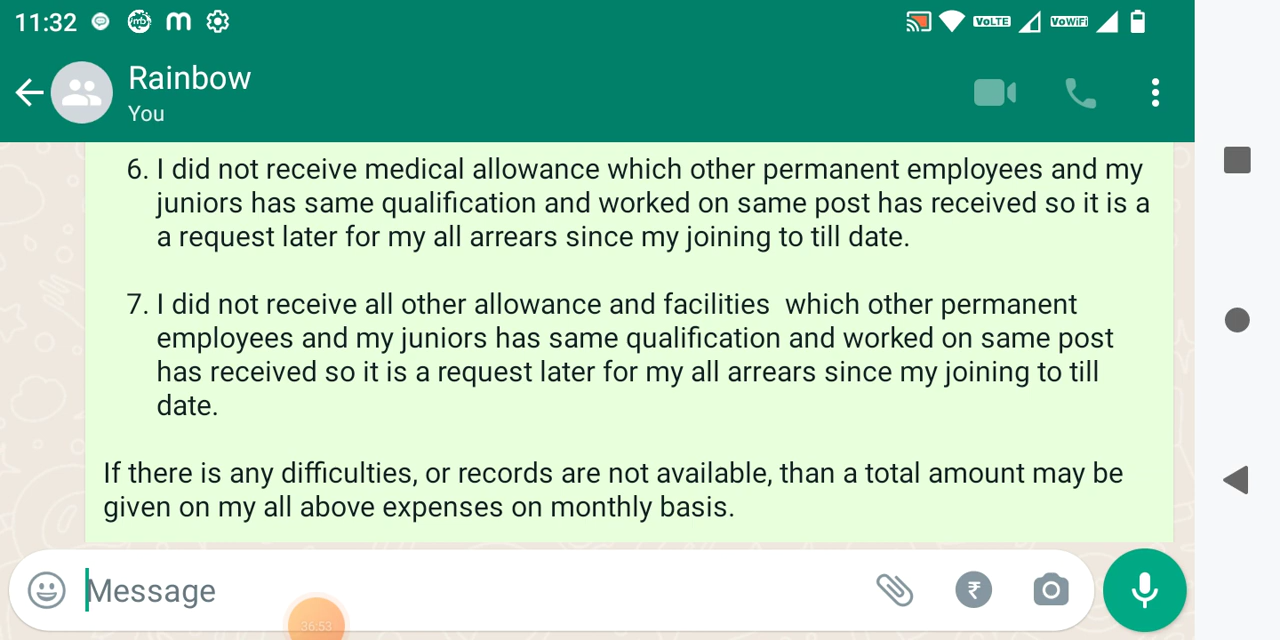 11:32 mb m VoLTE VoWiFi
Rainbow
You
6. I did not receive medical allowance which other permanent employees and my
juniors has same qualification and worked on same post has received so it is a
a request later for my all arrears since my joining to till date.
7. I did not receive all other allowance and facilities  which other permanent
employees and my juniors has same qualification and worked on same post
has received so it is a request later for my all arrears since my joining to till
date.
If there is any difficulties, or records are not available, than a total amount may be
given on my all above expenses on monthly basis.
Message ₹
36:53